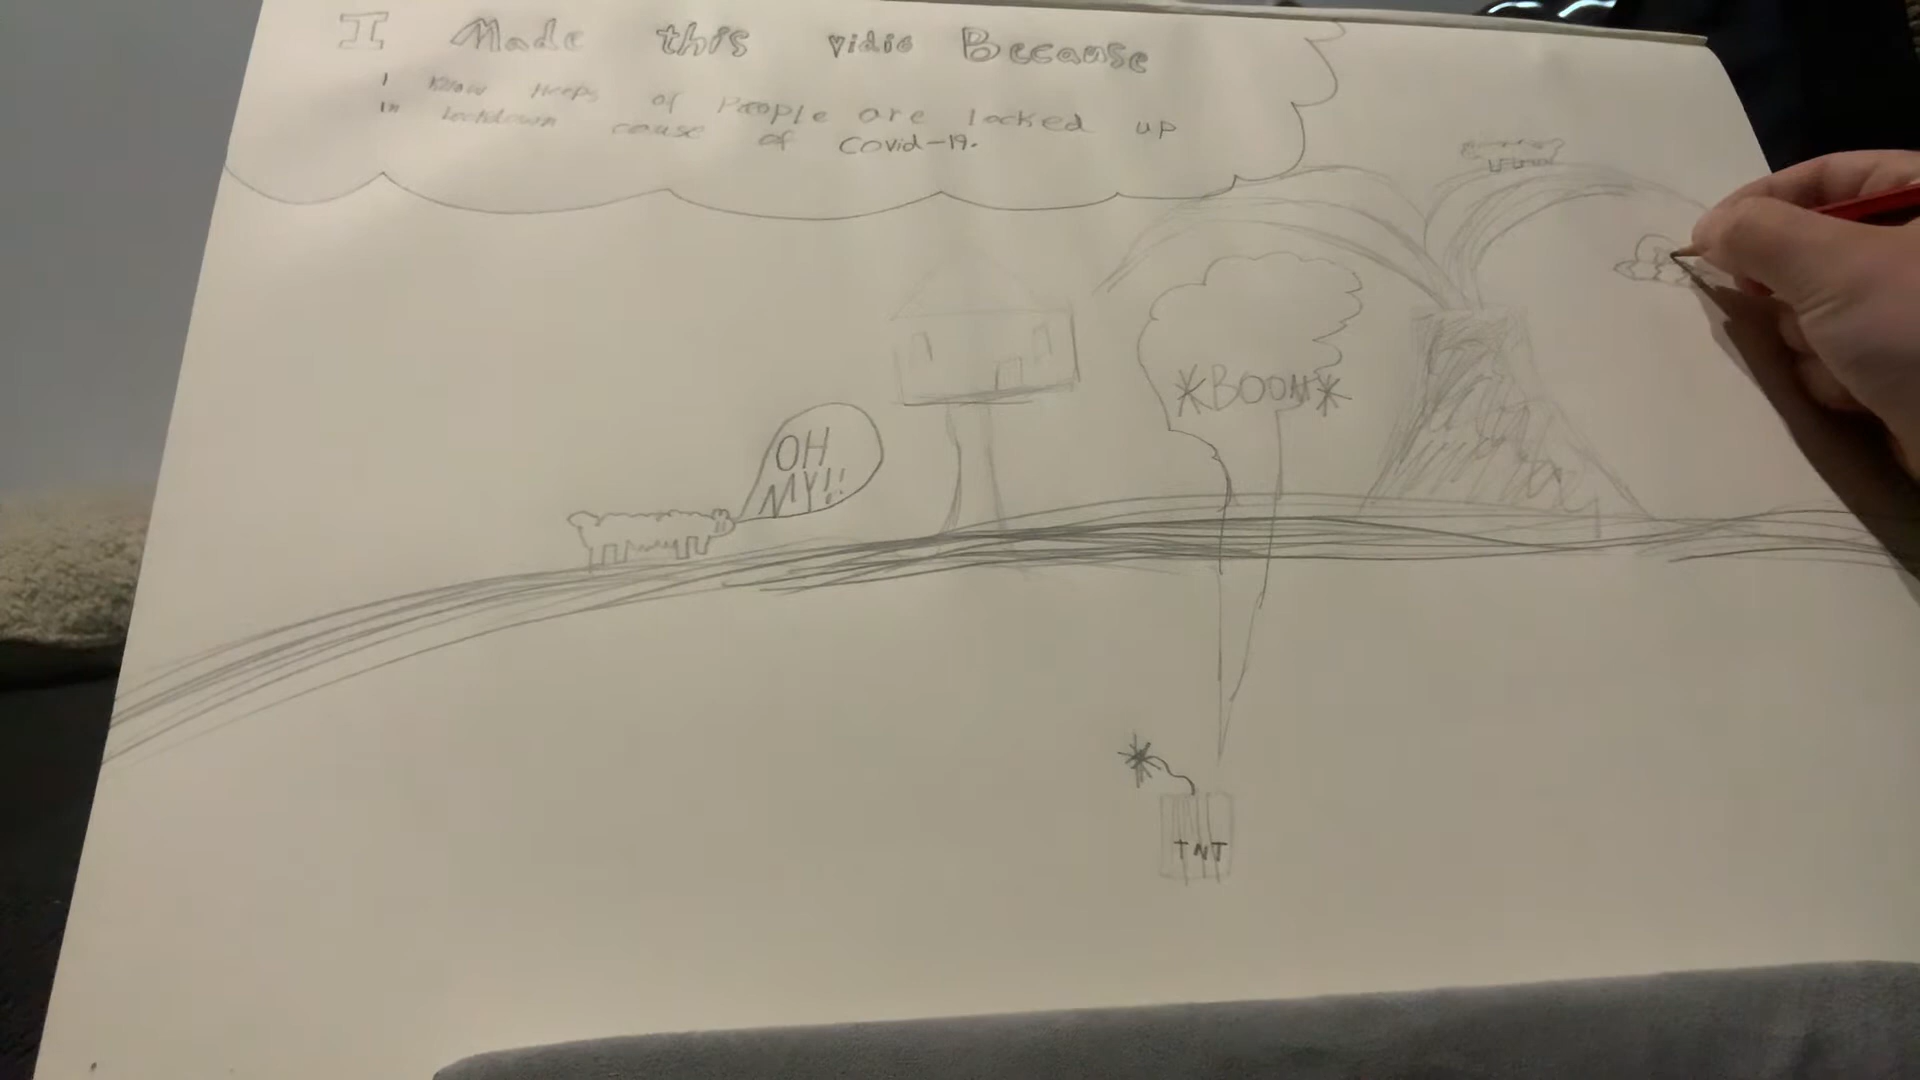 I Made this vidio Because
I know Heeps of People are locked up
in lockdown cause of Covid-19.
*BOOM*
OH
MY!!
TNT